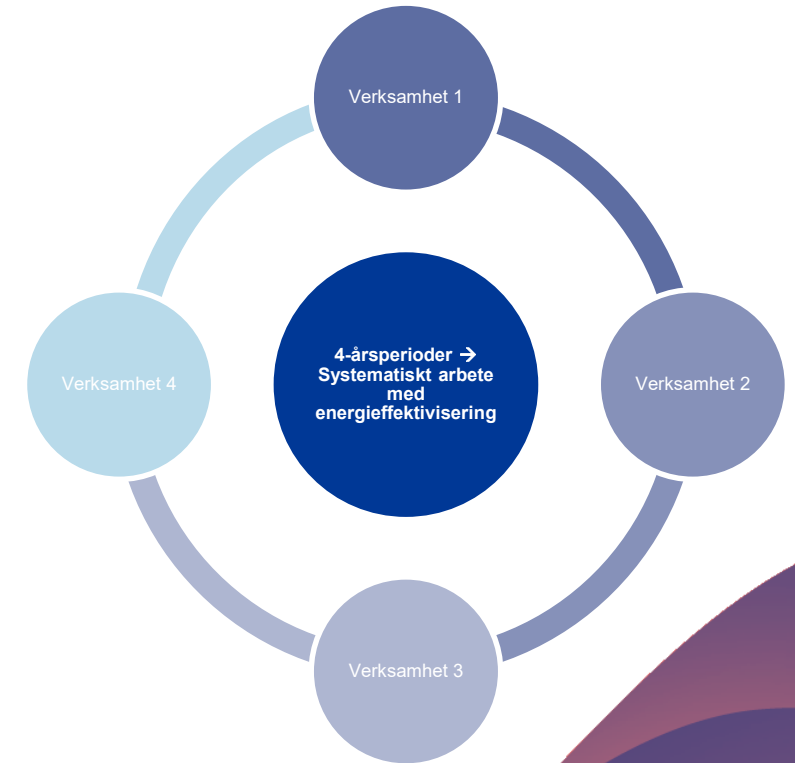 Verksamhet 1
4-årsperioder →
Systematiskt arbete
med
energieffektivisering
Verksamhet 4
Verksamhet 2
Verksamhet 3